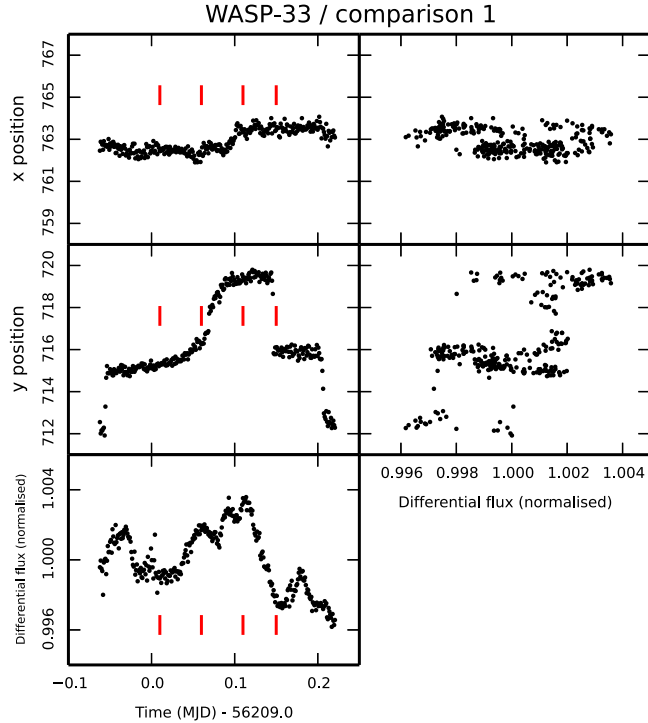 WASP-33 / comparison 1
x position
767
765
763
761
759
y position
720
718
716
714
712
0.996 0.998 1.000 1.002 1.004
Differential flux (normalised)
Differential flux (normalised)
1.004
1.000
0.996
−0.1 0.0 0.1 0.2
Time (MJD) - 56209.0